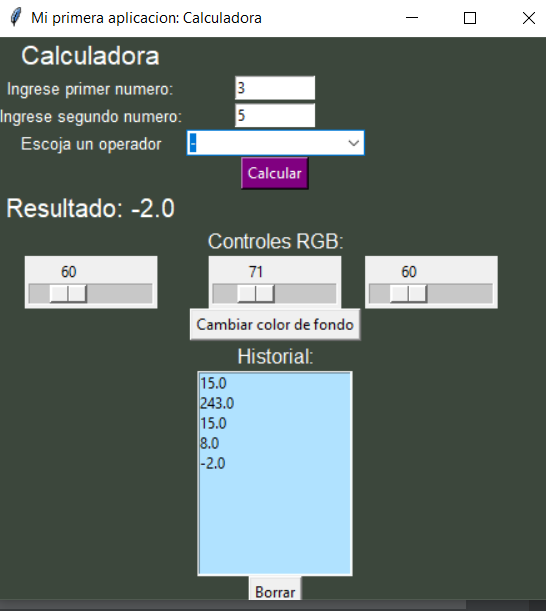 Mi primera aplicacion: Calculadora
Calculadora
Ingrese primer numero: 3
Ingrese segundo numero: 5
Escoja un operador -
Calcular
Resultado: -2.0
Controles RGB:
60 71 60
Cambiar color de fondo
Historial:
15.0
243.0
15.0
8.0
-2.0
Borrar